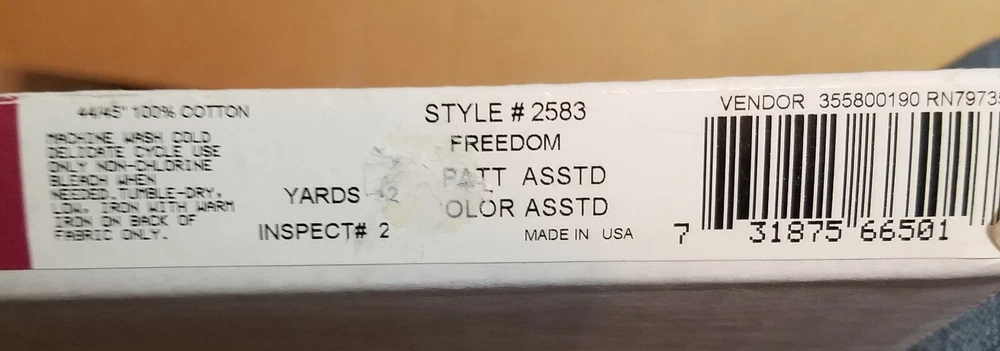 44/45" 100% COTTON
MACHINE WASH COLD
DELICATE CYCLE USE
ONLY NON-CHLORINE
BLEACH WHEN
NEEDED, TUMBLE-DRY,
LOW, IRON WITH WARM
IRON ON BACK OF
FABRIC ONLY.
YARDS
INSPECT# 2
STYLE # 2583
FREEDOM
PATT ASSTD
OLOR ASSTD
MADE IN USA
VENDOR 355800190 RN7973
7 31875 66501